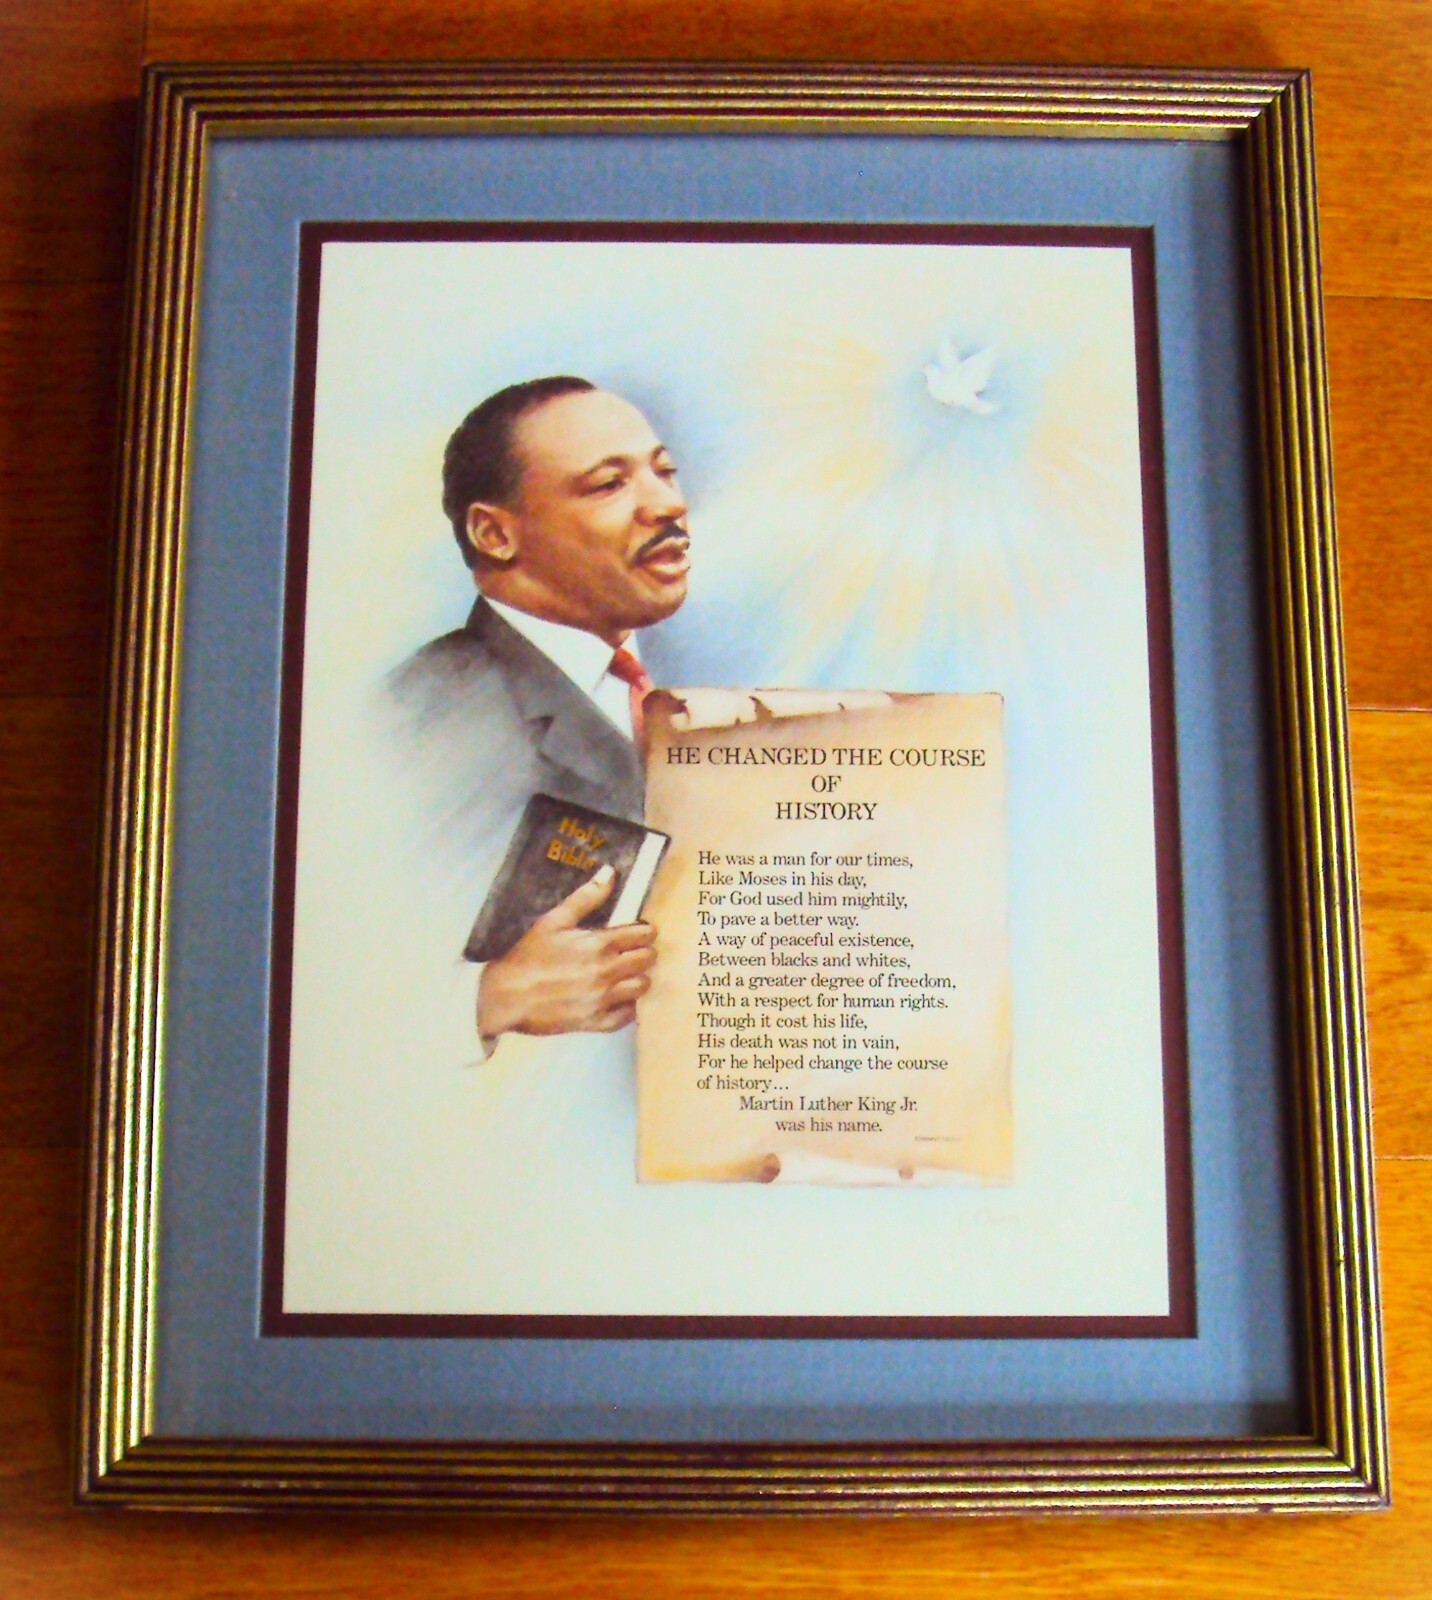 Holy
Bible
HE CHANGED THE COURSE
OF
HISTORY
He was a man for our times,
Like Moses in his day,
For God used him mightily,
To pave a better way.
A way of peaceful existence,
Between blacks and whites,
And a greater degree of freedom,
With a respect for human rights.
Though it cost his life,
His death was not in vain,
For he helped change the course
of history...
Martin Luther King Jr.
was his name.